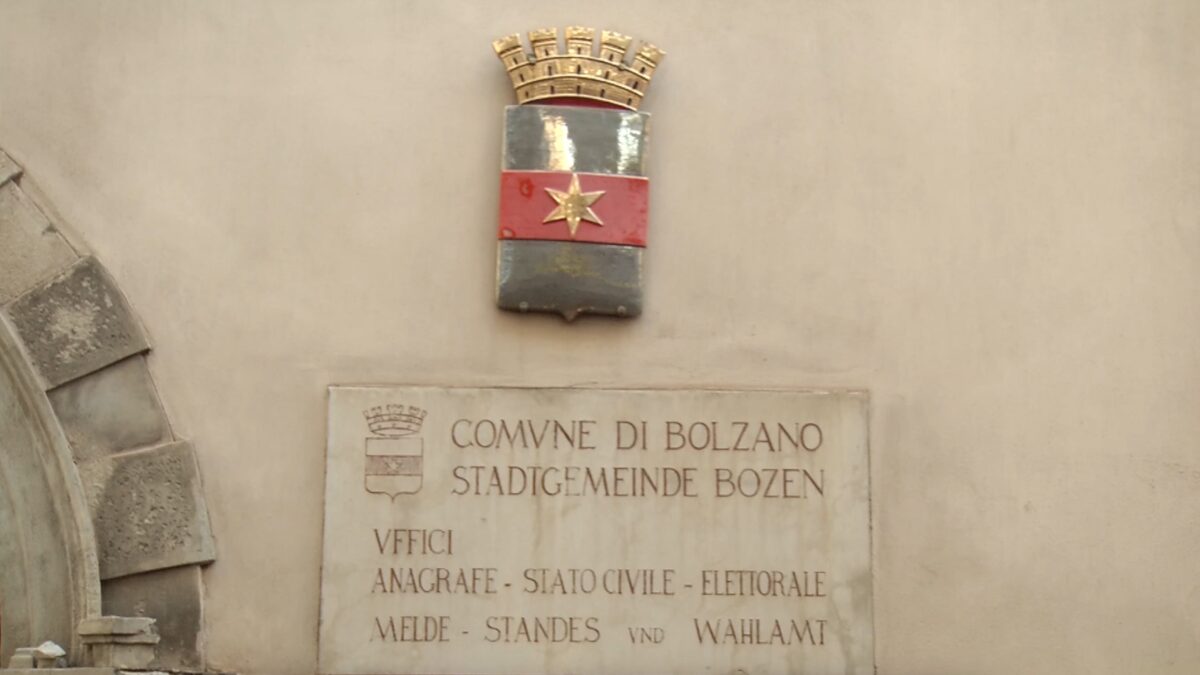 COMVNE DI BOLZANO
STADTGEMEINDE BOZEN
VFFICI
ANAGRAFE - STATO CIVILE - ELETTORALE
MELDE - STANDES VND WAHLAMT